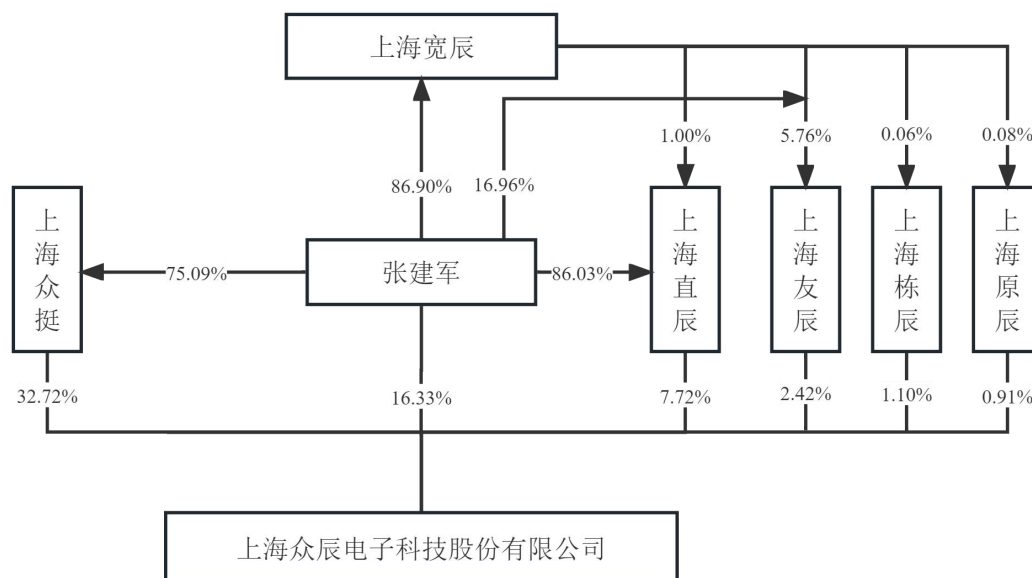 上海宽辰
1.00%
5.76%
0.06%
0.08%
86.90%
16.96%
上海众挺
75.09%
张建军
86.03%
上海直辰
上海友辰
上海栋辰
上海原辰
32.72%
16.33%
7.72%
2.42%
1.10%
0.91%
上海众辰电子科技股份有限公司